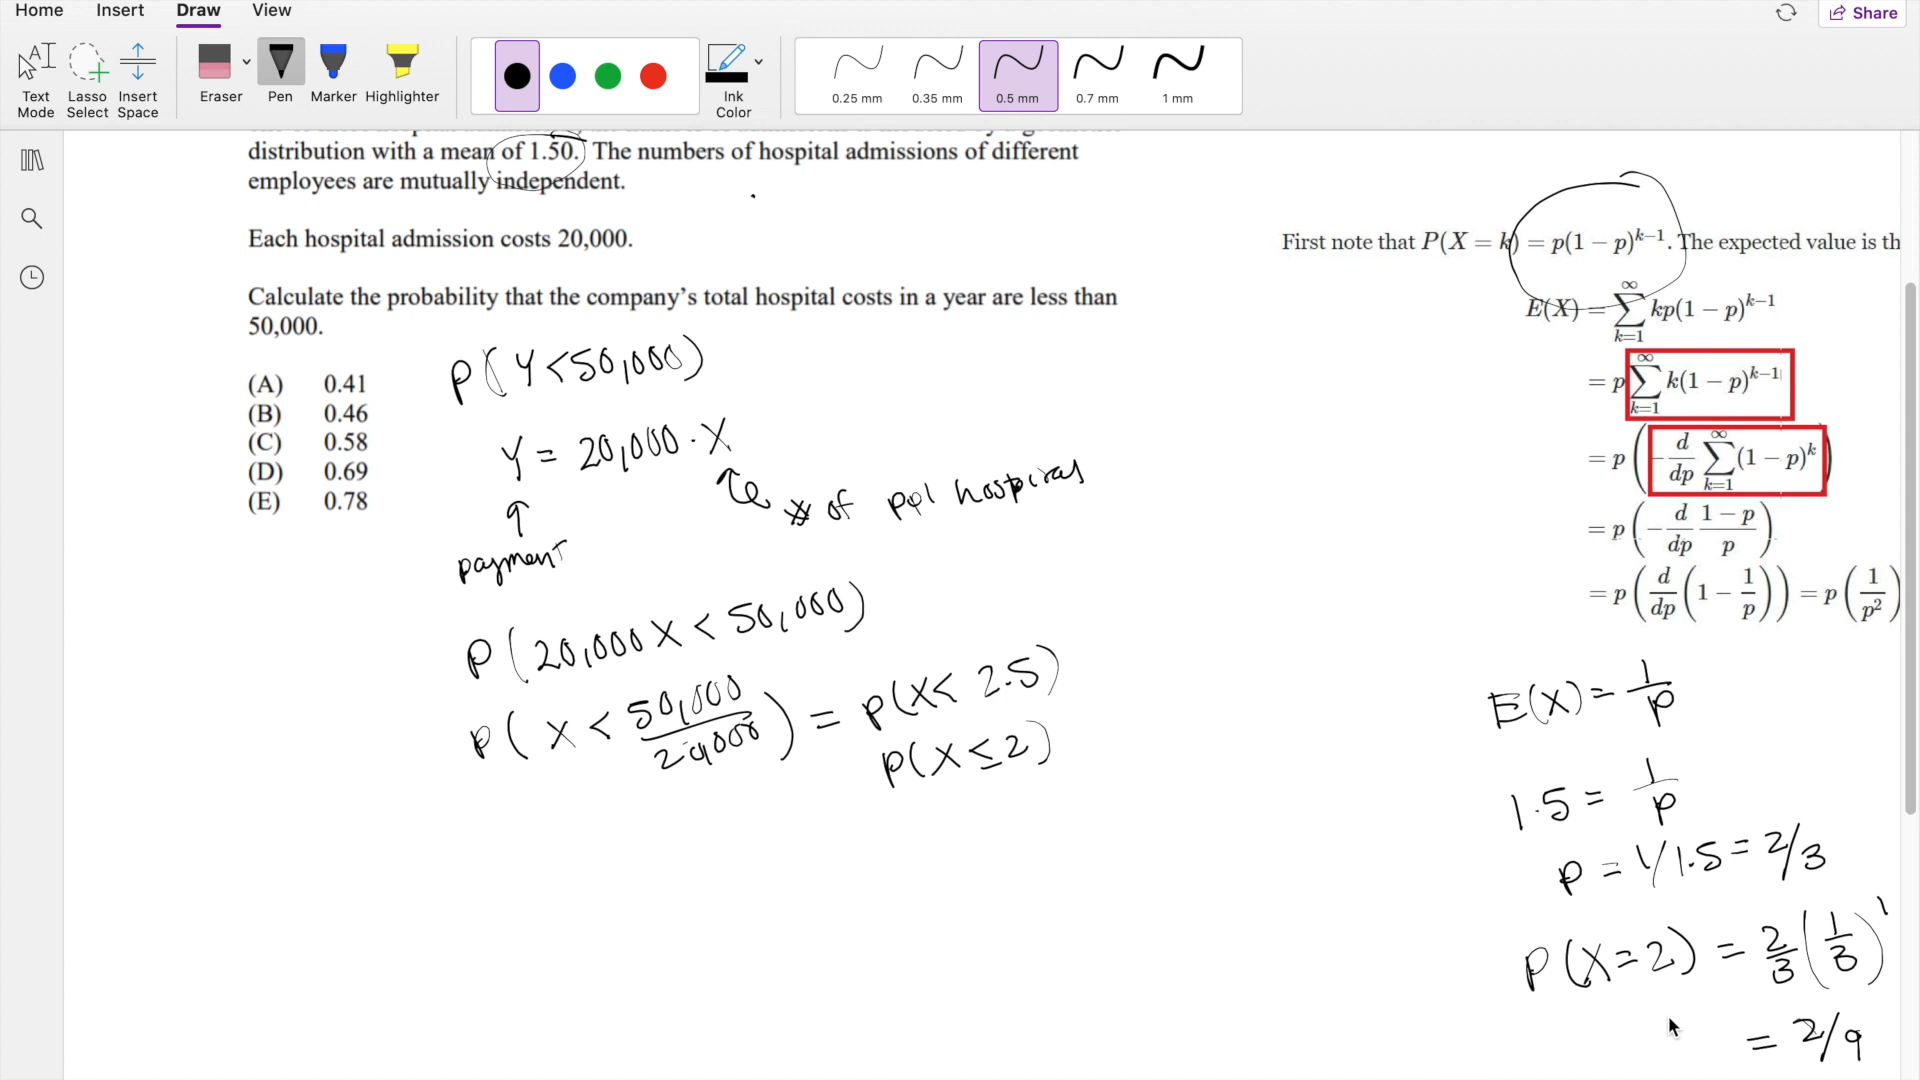 Home Insert Draw View
Share
Text Mode
Lasso Select
Insert Space
Eraser
Pen
Marker
Highlighter
Ink Color
0.25 mm
0.35 mm
0.5 mm
0.7 mm
1 mm
distribution with a mean of 1.50. The numbers of hospital admissions of different
employees are mutually independent.
Each hospital admission costs 20,000.
Calculate the probability that the company's total hospital costs in a year are less than
50,000.
(A) 0.41
(B) 0.46
(C) 0.58
(D) 0.69
(E) 0.78
P(Y < 50,000)
Y = 20,000 · X
# of ppl hospitals
payment
P(20,000X < 50,000)
P(X < 50,000/20,000) = P(X < 2.5)
P(X ≤ 2)
First note that P(X = k) = p(1 − p)^{k−1}. The expected value is th
E(X) = ∑_{k=1}^{∞} kp(1 − p)^{k−1}
= p ∑_{k=1}^{∞} k(1 − p)^{k−1}
= p(− d/dp ∑_{k=1}^{∞} (1 − p)^k)
= p(− d/dp (1 − p)/p)
= p(d/dp (1 − 1/p)) = p(1/p²)
E(X) = 1/p
1.5 = 1/p
p = 1/1.5 = 2/3
P(X = 2) = 2/3 (1/3)^1
= 2/9